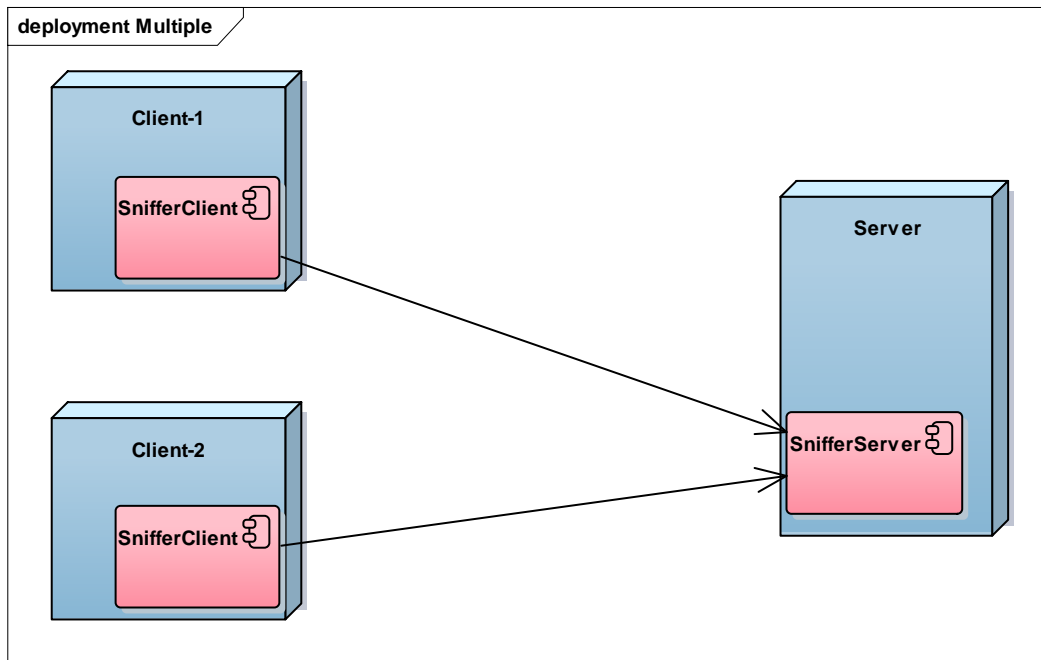 deployment Multiple
Client-1
SnifferClient
Server
SnifferServer
Client-2
SnifferClient